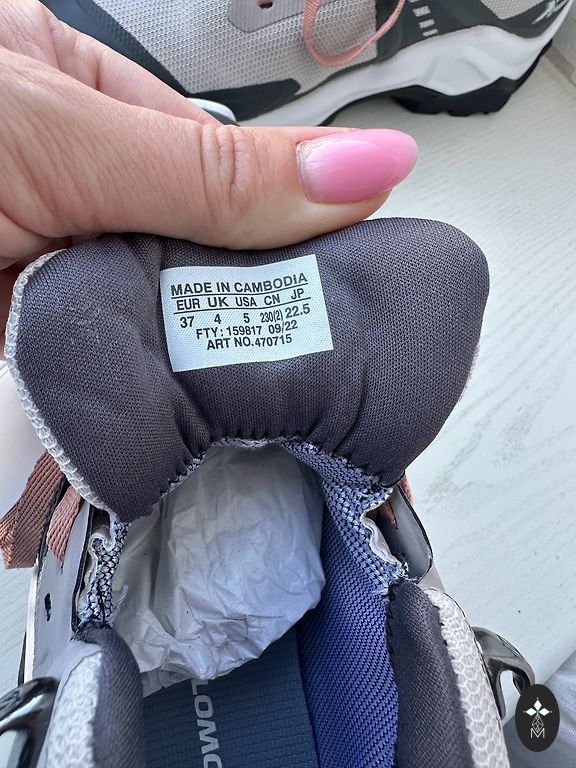 MADE IN CAMBODIA
EUR UK USA CN JP
37 4 5 230(2) 22.5
FTY: 159817 09/22
ART NO.470715
LOMO
M